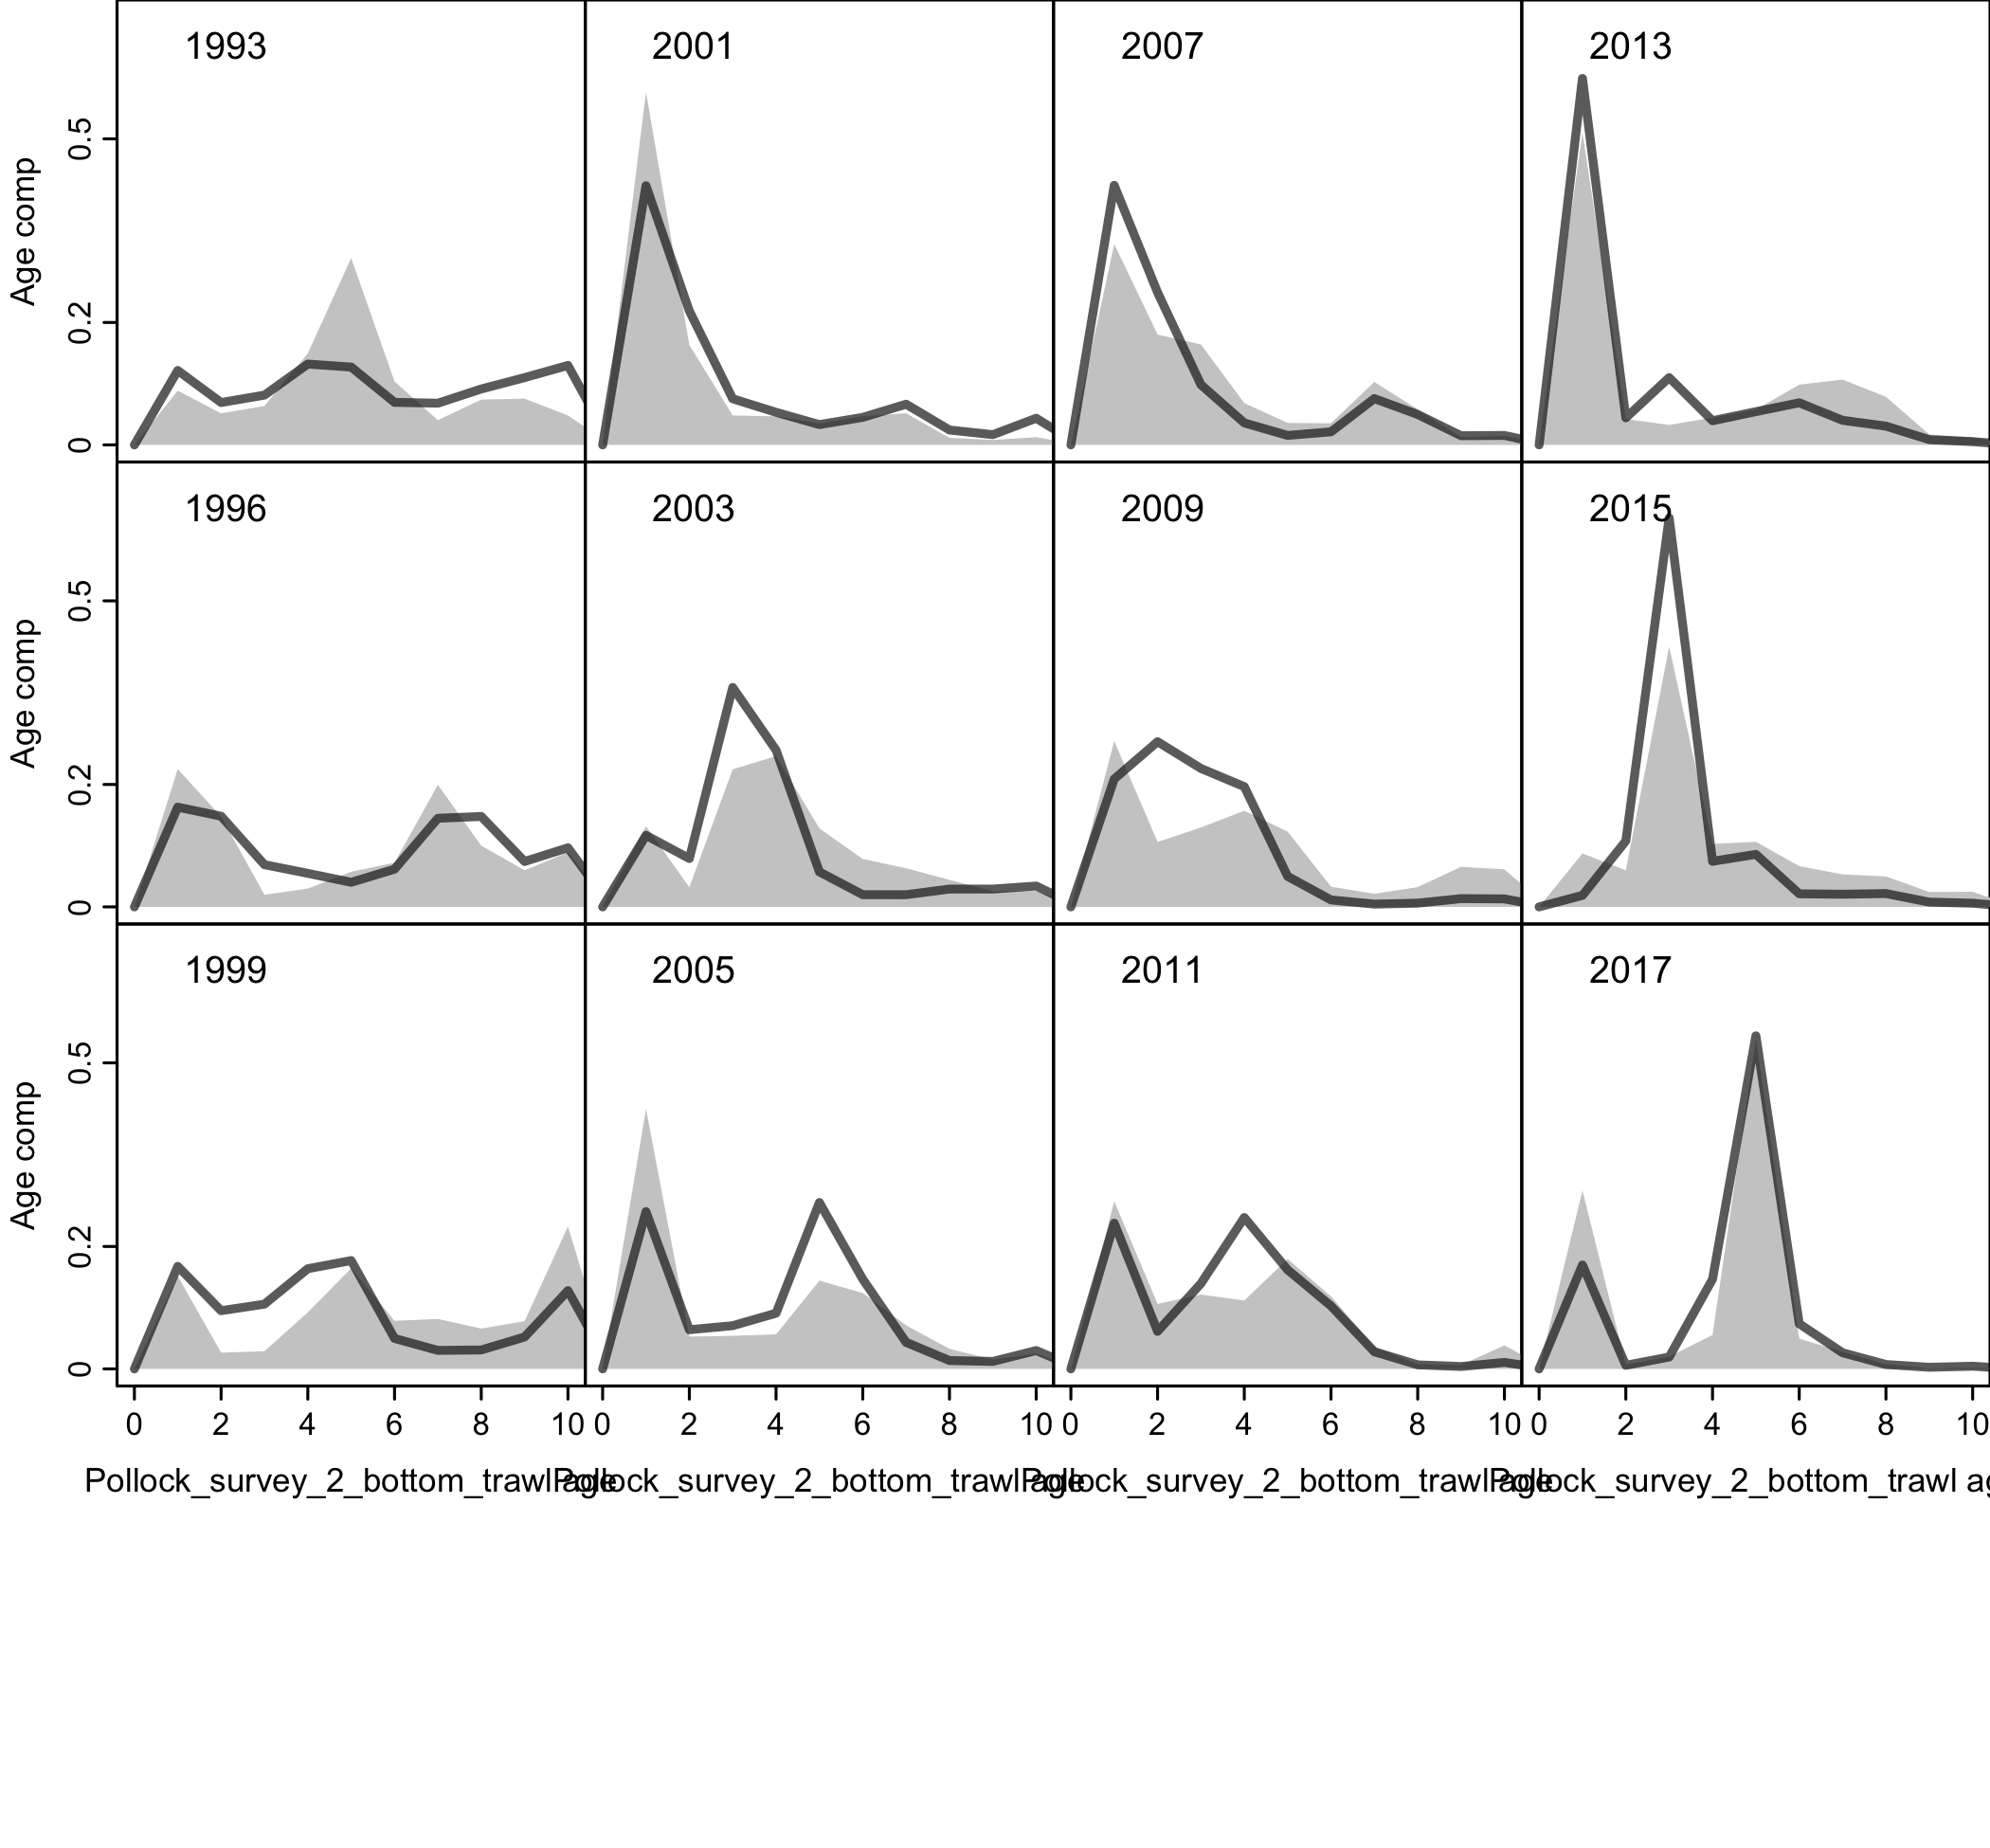 1993 2001 2007 2013
Age comp 0 0.2 0.5
1996 2003 2009 2015
Age comp 0 0.2 0.5
1999 2005 2011 2017
Age comp 0 0.2 0.5
0 2 4 6 8 10 0 2 4 6 8 10 0 2 4 6 8 10 0 2 4 6 8 10
Pollock_survey_2_bottom_trawl age Pollock_survey_2_bottom_trawl age Pollock_survey_2_bottom_trawl age Pollock_survey_2_bottom_trawl ag